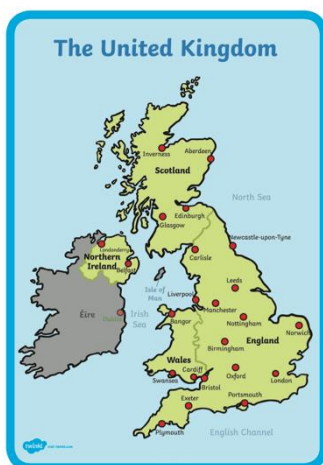 The United Kingdom
Inverness
Aberdeen
Scotland
North Sea
Edinburgh
Glasgow
Newcastle-upon-Tyne
Londonderry
Northern
Ireland
Belfast
Carlisle
Isle of
Man
Leeds
Liverpool
Manchester
Éire
Dublin
Irish
Sea
Bangor
Nottingham
Norwich
England
Birmingham
Wales
Swansea
Cardiff
Oxford
London
Bristol
Portsmouth
Exeter
Plymouth
English Channel
twinkl